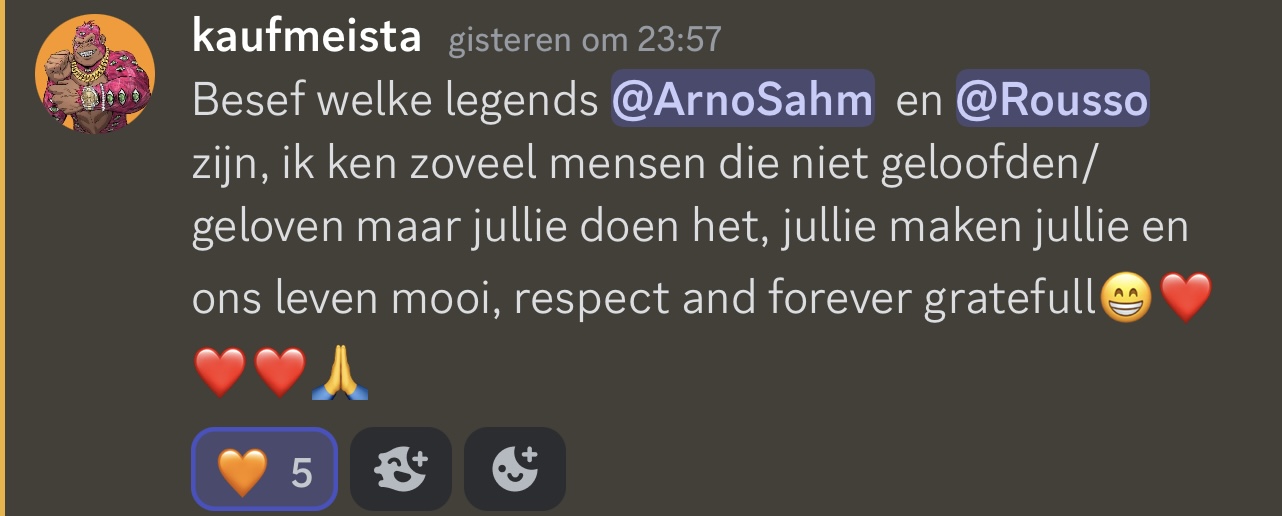 kaufmeista gisteren om 23:57
Besef welke legends @ArnoSahm en @Rousso
zijn, ik ken zoveel mensen die niet geloofden/
geloven maar jullie doen het, jullie maken jullie en
ons leven mooi, respect and forever gratefull😁❤️
❤️❤️🙏
🧡 5